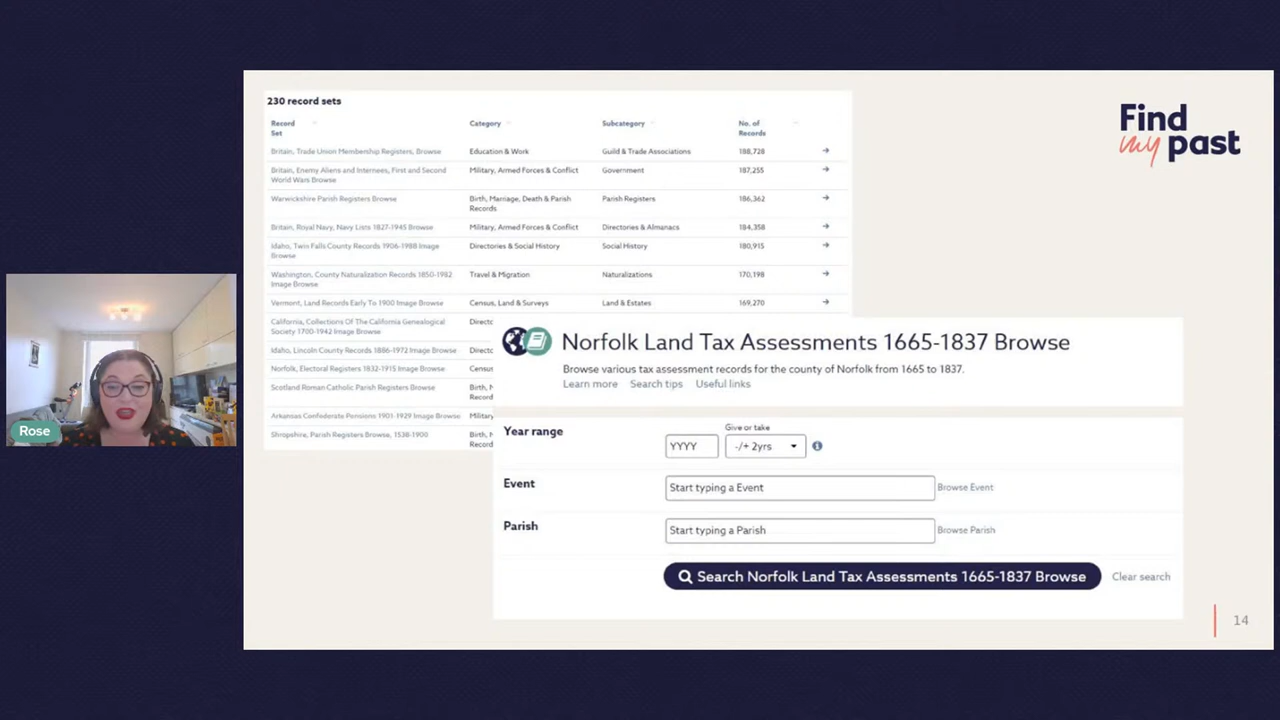 Find
my past
230 record sets
Record Set Category Subcategory No. of Records
Britain, Trade Union Membership Registers, Browse Education & Work Guild & Trade Associations 188,728
Britain, Enemy Aliens and Internees, First and Second World Wars Browse Military, Armed Forces & Conflict Government 187,255
Warwickshire Parish Registers Browse Birth, Marriage, Death & Parish Records Parish Registers 186,362
Britain, Royal Navy, Navy Lists 1827-1945 Browse Military, Armed Forces & Conflict Directories & Almanacs 184,358
Idaho, Twin Falls County Records 1906-1988 Image Browse Directories & Social History Social History 180,915
Washington, County Naturalization Records 1850-1982 Image Browse Travel & Migration Naturalizations 170,198
Vermont, Land Records Early To 1900 Image Browse Census, Land & Surveys Land & Estates 169,270
California, Collections Of The California Genealogical Society 1700-1942 Image Browse Directo
Idaho, Lincoln County Records 1886-1972 Image Browse Directo
Norfolk, Electoral Registers 1832-1915 Image Browse Census
Scotland Roman Catholic Parish Registers Browse Birth, M Record
Arkansas Confederate Pensions 1901-1929 Image Browse Military
Shropshire, Parish Registers Browse, 1538-1900 Birth, M Record
Norfolk Land Tax Assessments 1665-1837 Browse
Browse various tax assessment records for the county of Norfolk from 1665 to 1837.
Learn more Search tips Useful links
Year range
Give or take
YYYY -/+ 2yrs
Event Start typing a Event Browse Event
Parish Start typing a Parish Browse Parish
Search Norfolk Land Tax Assessments 1665-1837 Browse Clear search
14
Rose